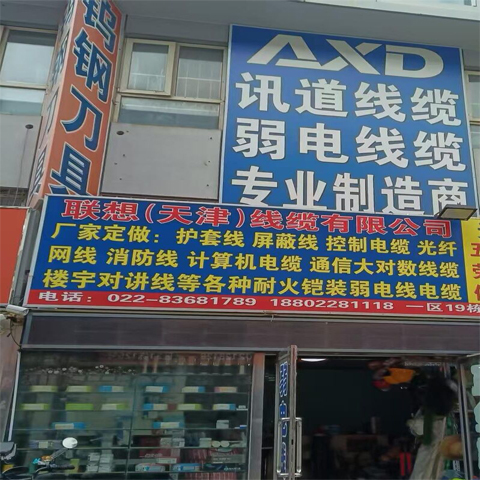 钨钢刀具
AXD
讯道线缆
弱电线缆
专业制造商
联想(天津)线缆有限公司
厂家定做: 护套线 屏蔽线 控制电缆 光纤
网线 消防线 计算机电缆 通信大对数线缆
楼宇对讲线等各种耐火铠装弱电线电缆
电话: 022-83681789 18802281118 一区19栋